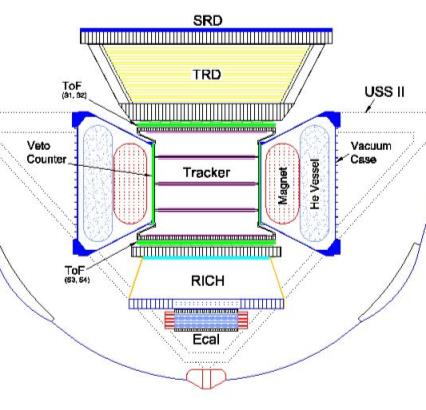 SRD
TRD
ToF
(S1, S2)
USS II
Veto
Counter
Tracker
Magnet
He Vessel
Vacuum
Case
ToF
(S3, S4)
RICH
Ecal